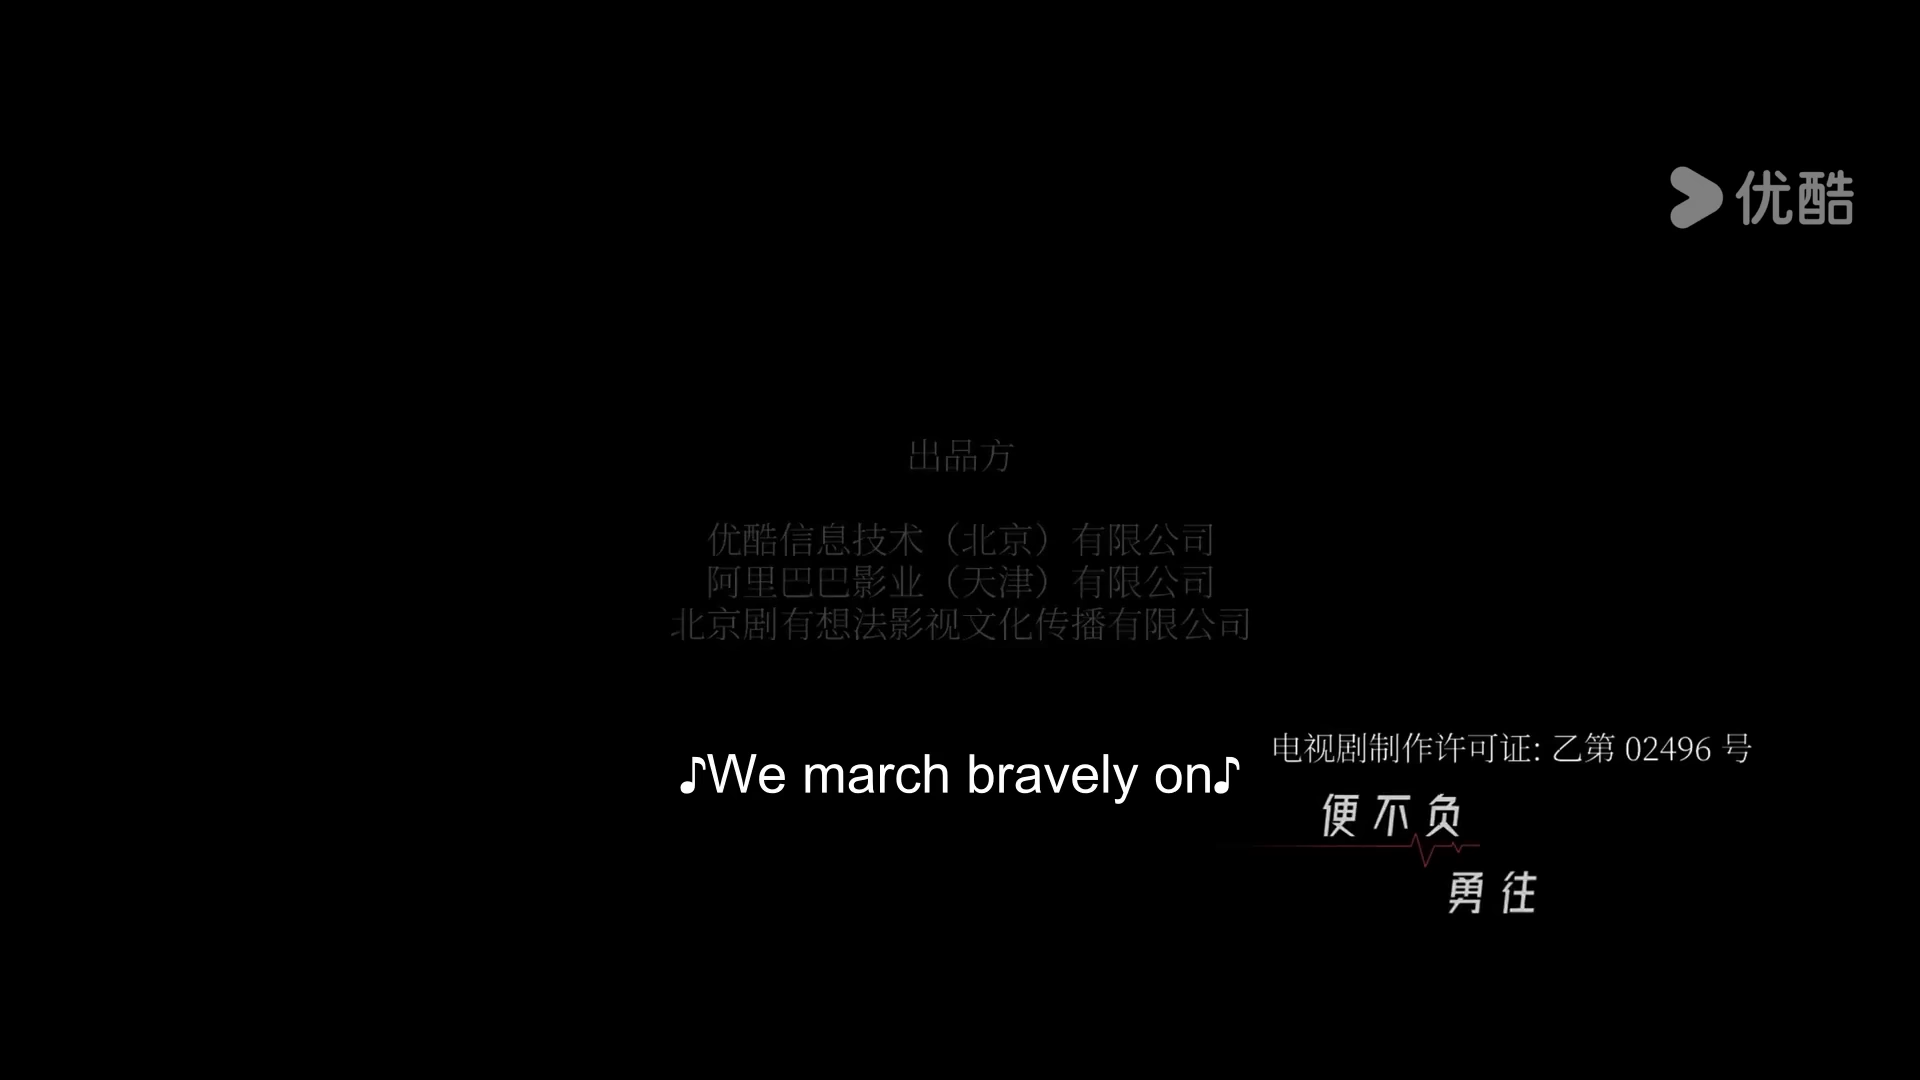 优酷
出品方
优酷信息技术（北京）有限公司
阿里巴巴影业（天津）有限公司
北京剧有想法影视文化传播有限公司
电视剧制作许可证: 乙第 02496 号
♪We march bravely on♪
便不负
勇往